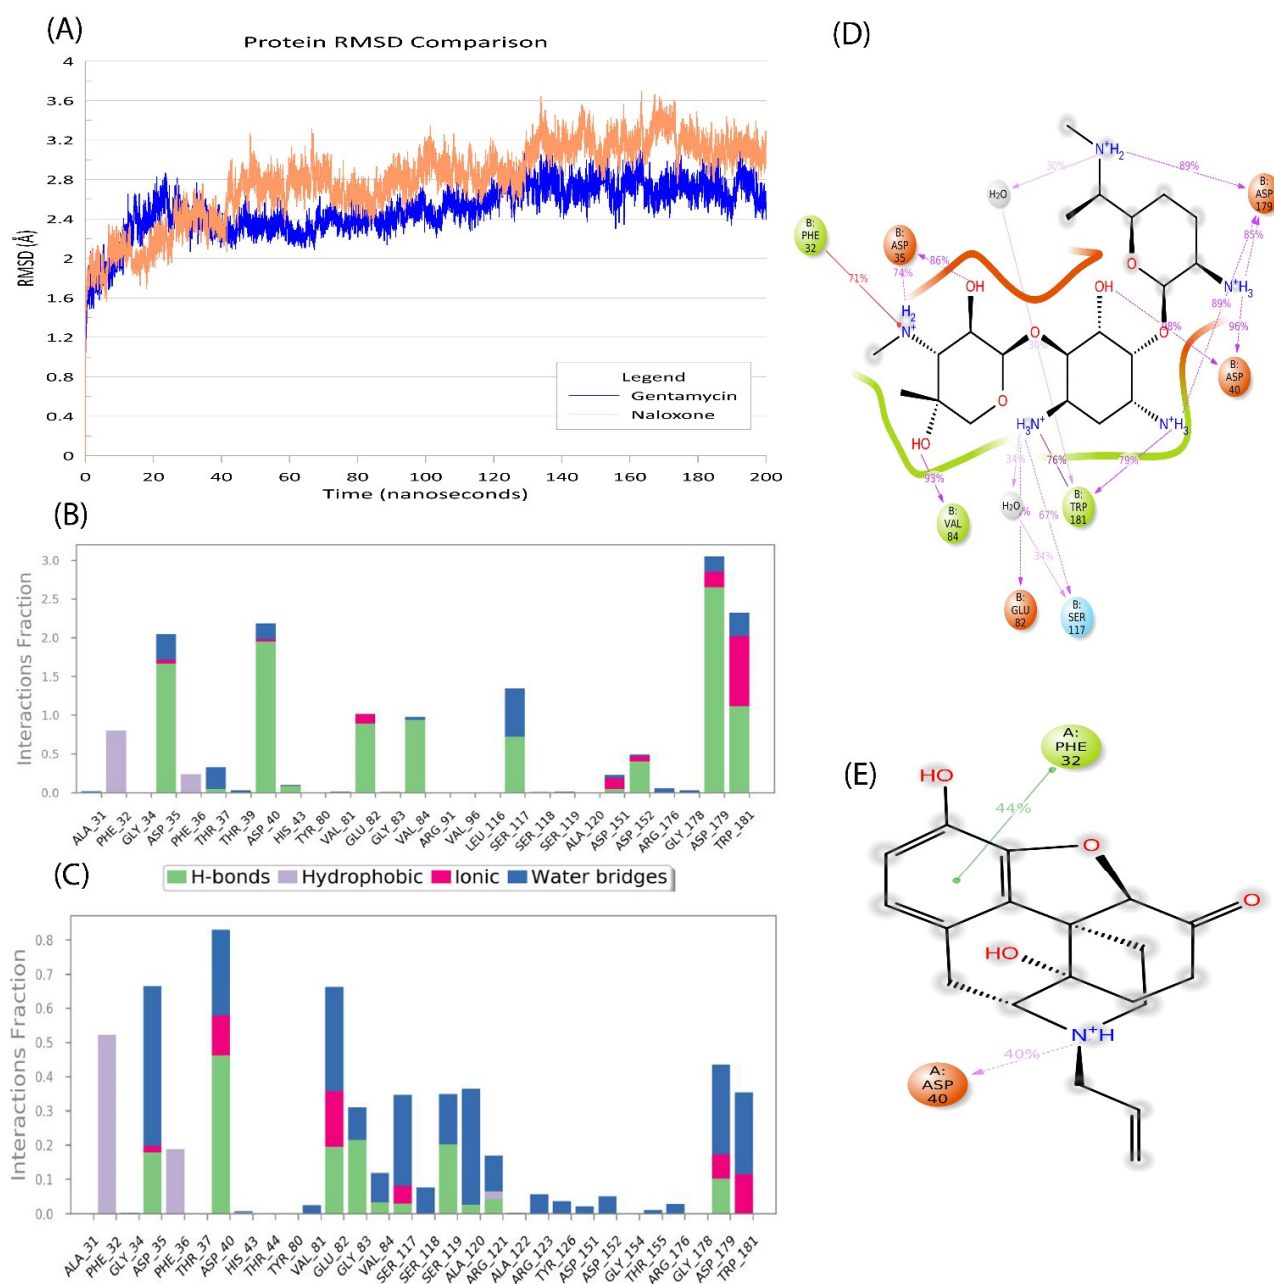 (A)
Protein RMSD Comparison
4
3.6
3.2
2.8
2.4
2
1.6
1.2
0.8
0.4
0
RMSD (Å)
Legend
Gentamycin
Naloxone
0 20 40 60 80 100 120 140 160 180 200
Time (nanoseconds)
(B)
Interactions Fraction
3.0
2.5
2.0
1.5
1.0
0.5
0.0
ALA_31 PHE_32 GLY_34 ASP_35 PHE_36 THR_37 THR_39 ASP_40 HIS_43 TYR_80 VAL_81 GLU_82 GLY_83 VAL_84 ARG_91 VAL_96 LEU_116 SER_117 SER_118 SER_119 ALA_120 ASP_151 ASP_152 ARG_176 GLY_178 ASP_179 TRP_181
H-bonds Hydrophobic Ionic Water bridges
(C)
Interactions Fraction
0.8
0.7
0.6
0.5
0.4
0.3
0.2
0.1
0.0
ALA_31 PHE_32 GLY_34 ASP_35 PHE_36 THR_37 ASP_40 HIS_43 THR_44 TYR_80 VAL_81 GLU_82 GLY_83 VAL_84 SER_117 SER_118 SER_119 ALA_120 ARG_121 ALA_122 ARG_123 TYR_126 ASP_151 ASP_152 GLY_154 THR_155 ARG_176 GLY_178 ASP_179 TRP_181
(D)
N⁺H₂
30%
89%
H₂O
B:
ASP
179
B:
PHE
32
B:
ASP
35
86%
74%
71%
85%
OH
OH
O
N⁺H₃
H₂
N⁺
89%
96%
98%
O
O
O
B:
ASP
40
HO
H₃N⁺
N⁺H₃
93%
34%
76%
79%
H₂O
67%
B:
TRP
181
B:
VAL
84
34%
B:
GLU
82
B:
SER
117
(E)
A:
PHE
32
HO
44%
O
O
HO
N⁺H
40%
A:
ASP
40